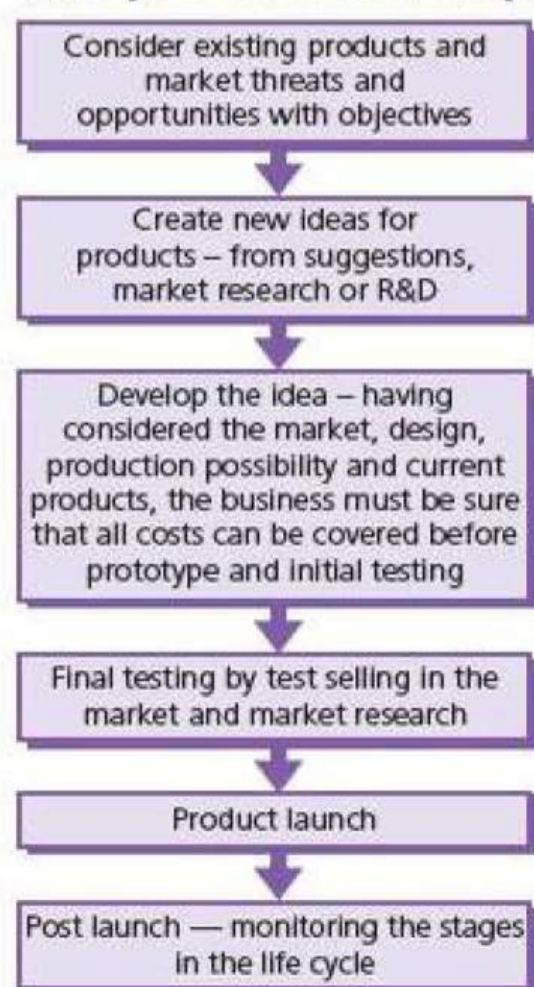 Consider existing products and
market threats and
opportunities with objectives
Create new ideas for
products – from suggestions,
market research or R&D
Develop the idea – having
considered the market, design,
production possibility and current
products, the business must be sure
that all costs can be covered before
prototype and initial testing
Final testing by test selling in the
market and market research
Product launch
Post launch — monitoring the stages
in the life cycle